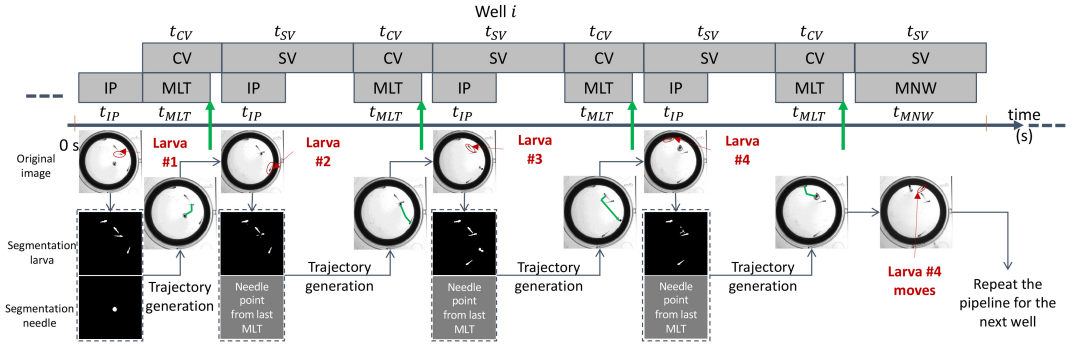 Well i
t_CV t_SV t_CV t_SV t_CV t_SV t_CV t_SV
CV SV CV SV CV SV CV SV
IP MLT IP MLT IP MLT IP MLT MNW
t_IP t_MLT t_IP t_MLT t_IP t_MLT t_IP t_MLT t_MNW
time
(s)
0 s
Original
image
Larva
#1
Larva
#2
Larva
#3
Larva
#4
Segmentation
larva
Segmentation
needle
Trajectory
generation
Needle
point
from last
MLT
Trajectory
generation
Needle
point
from last
MLT
Trajectory
generation
Needle
point
from last
MLT
Trajectory
generation
Larva #4
moves
Repeat the
pipeline for the
next well